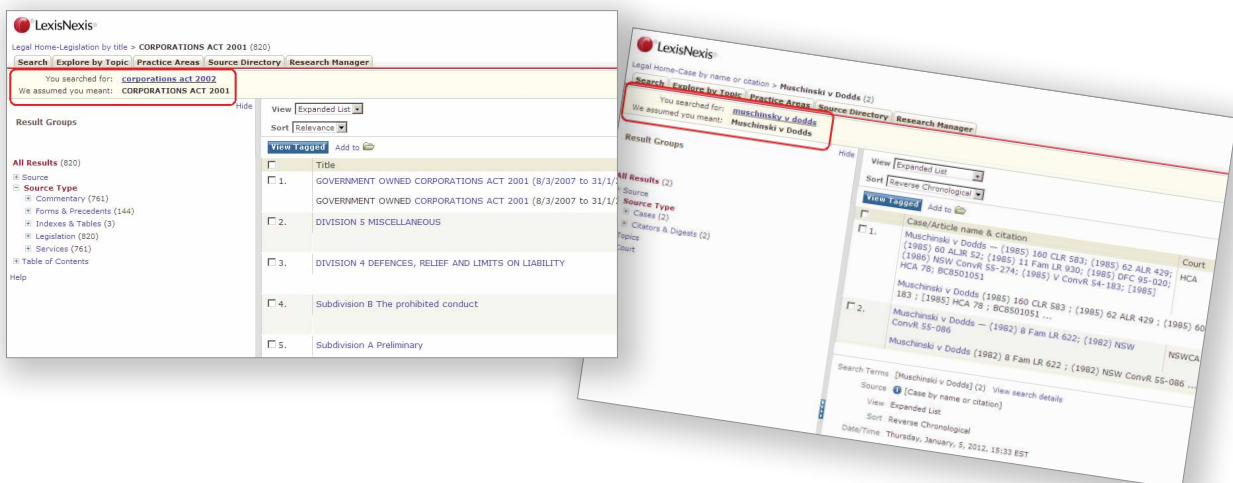 LexisNexis®
Legal Home-Legislation by title > CORPORATIONS ACT 2001 (820)
Search Explore by Topic Practice Areas Source Directory Research Manager
You searched for: corporations act 2002
We assumed you meant: CORPORATIONS ACT 2001
Hide
Result Groups
All Results (820)
Source
Source Type
Commentary (761)
Forms & Precedents (144)
Indexes & Tables (3)
Legislation (820)
Services (761)
Table of Contents
Help
View Expanded List
Sort Relevance
View Tagged Add to
Title
1. GOVERNMENT OWNED CORPORATIONS ACT 2001 (8/3/2007 to 31/1/
GOVERNMENT OWNED CORPORATIONS ACT 2001 (8/3/2007 to 31/1/
2. DIVISION 5 MISCELLANEOUS
3. DIVISION 4 DEFENCES, RELIEF AND LIMITS ON LIABILITY
4. Subdivision B The prohibited conduct
5. Subdivision A Preliminary
LexisNexis®
Legal Home-Case by name or citation > Muschinski v Dodds (2)
Search Explore by Topic Practice Areas Source Directory Research Manager
You searched for: muschinsky v dodds
We assumed you meant: Muschinski v Dodds
Hide
Result Groups
All Results (2)
Source
Source Type
Cases (2)
Citators & Digests (2)
Topics
Court
View Expanded List
Sort Reverse Chronological
View Tagged Add to
Case/Article name & citation Court
1. Muschinski v Dodds — (1985) 160 CLR 583; (1985) 62 ALR 429; HCA
(1985) 60 ALJR 52; (1985) 11 Fam LR 930; (1985) DFC 95-020;
(1986) NSW ConvR 55-274; (1985) V ConvR 54-183; [1985]
HCA 78; BC8501051
Muschinski v Dodds (1985) 160 CLR 583 ; (1985) 62 ALR 429 ; (1985) 60
183 ; [1985] HCA 78 ; BC8501051 ...
2. Muschinski v Dodds — (1982) 8 Fam LR 622; (1982) NSW NSWCA
ConvR 55-086
Muschinski v Dodds (1982) 8 Fam LR 622 ; (1982) NSW ConvR 55-086 ...
Search Terms [Muschinski v Dodds] (2) View search details
Source [Case by name or citation]
View Expanded List
Sort Reverse Chronological
Date/Time Thursday, January, 5, 2012, 15:33 EST